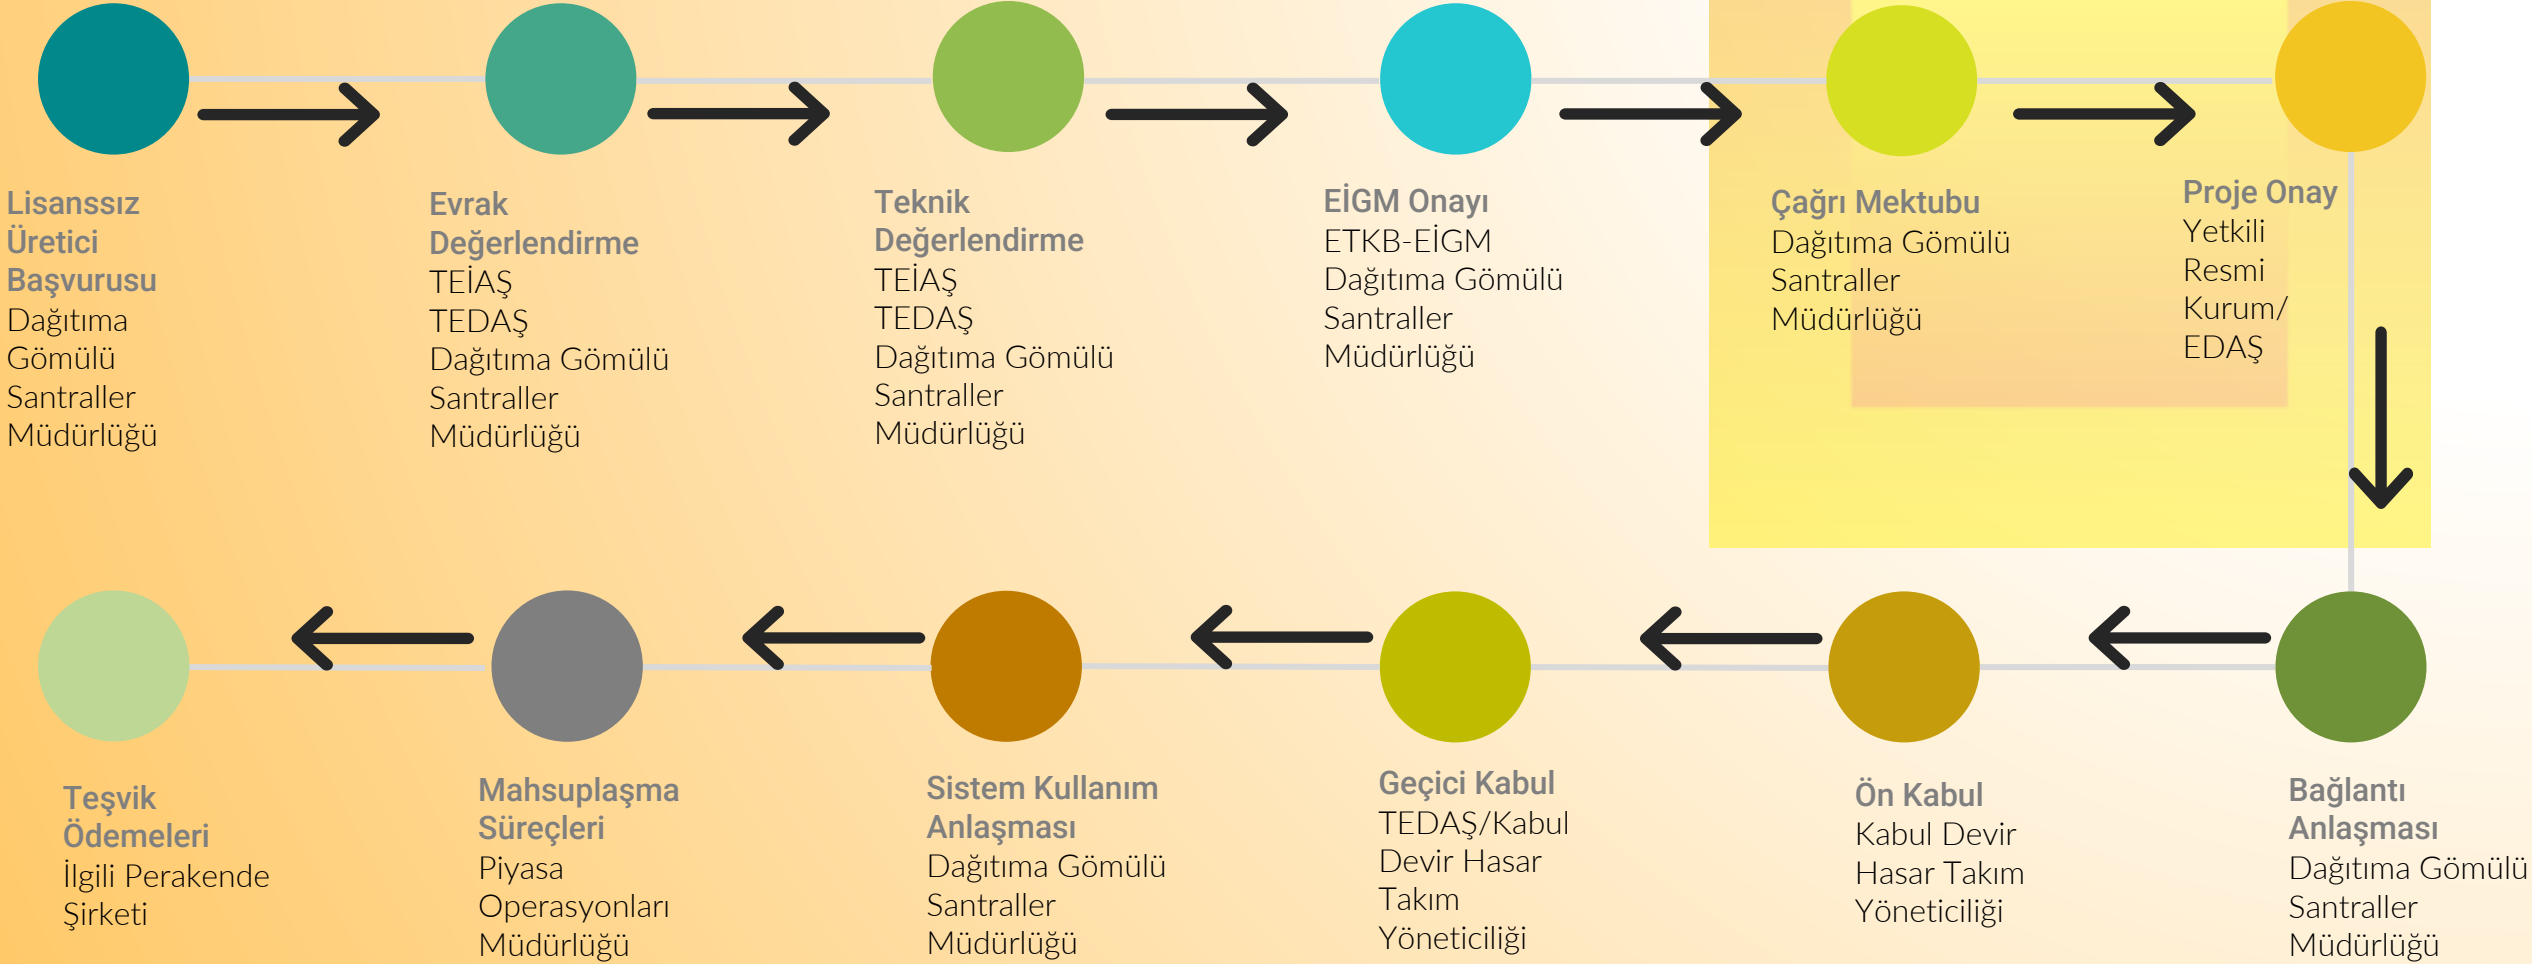 Lisanssız
Üretici
Başvurusu
Dağıtıma
Gömülü
Santraller
Müdürlüğü
Evrak
Değerlendirme
TEİAŞ
TEDAŞ
Dağıtıma Gömülü
Santraller
Müdürlüğü
Teknik
Değerlendirme
TEİAŞ
TEDAŞ
Dağıtıma Gömülü
Santraller
Müdürlüğü
EİGM Onayı
ETKB-EİGM
Dağıtıma Gömülü
Santraller
Müdürlüğü
Çağrı Mektubu
Dağıtıma Gömülü
Santraller
Müdürlüğü
Proje Onay
Yetkili
Resmi
Kurum/
EDAŞ
Bağlantı
Anlaşması
Dağıtıma Gömülü
Santraller
Müdürlüğü
Ön Kabul
Kabul Devir
Hasar Takım
Yöneticiliği
Geçici Kabul
TEDAŞ/Kabul
Devir Hasar
Takım
Yöneticiliği
Sistem Kullanım
Anlaşması
Dağıtıma Gömülü
Santraller
Müdürlüğü
Mahsuplaşma
Süreçleri
Piyasa
Operasyonları
Müdürlüğü
Teşvik
Ödemeleri
İlgili Perakende
Şirketi